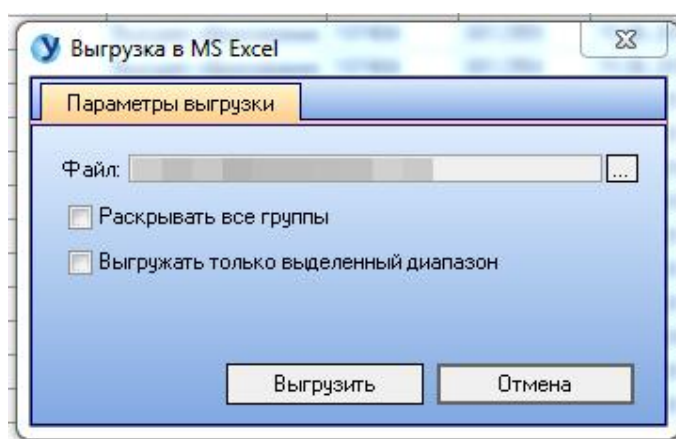 Выгрузка в MS Excel
Параметры выгрузки
Файл: ...
Раскрывать все группы
Выгружать только выделенный диапазон
Выгрузить Отмена